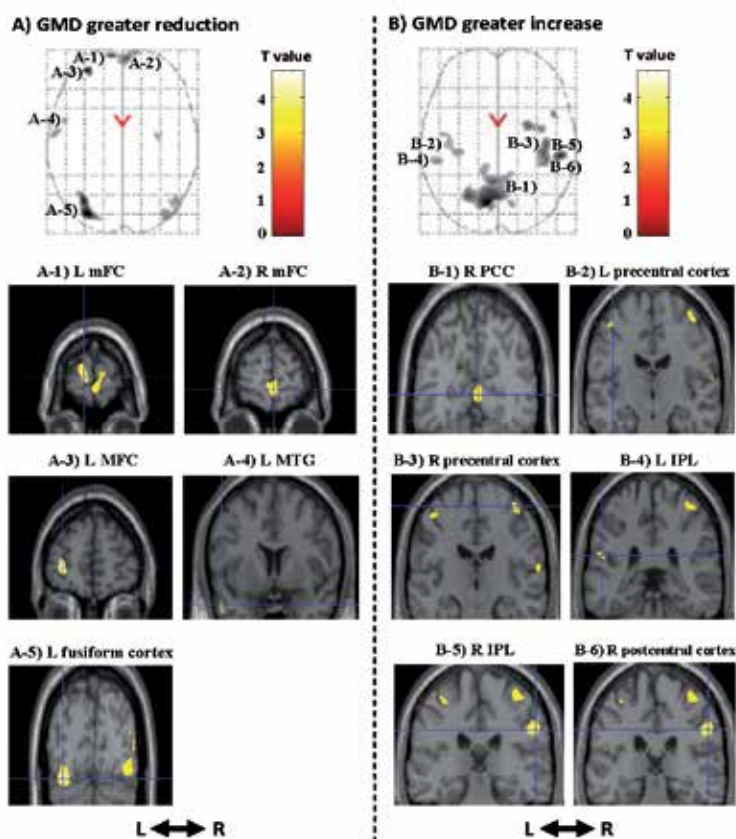 A) GMD greater reduction
A-1)
A-2)
A-3)
A-4)
A-5)
T value
4
3
2
1
0
A-1) L mFC
A-2) R mFC
A-3) L MFC
A-4) L MTG
A-5) L fusiform cortex
L R
B) GMD greater increase
B-2)
B-4)
B-3)
B-5)
B-6)
B-1)
T value
4
3
2
1
0
B-1) R PCC
B-2) L precentral cortex
B-3) R precentral cortex
B-4) L IPL
B-5) R IPL
B-6) R postcentral cortex
L R